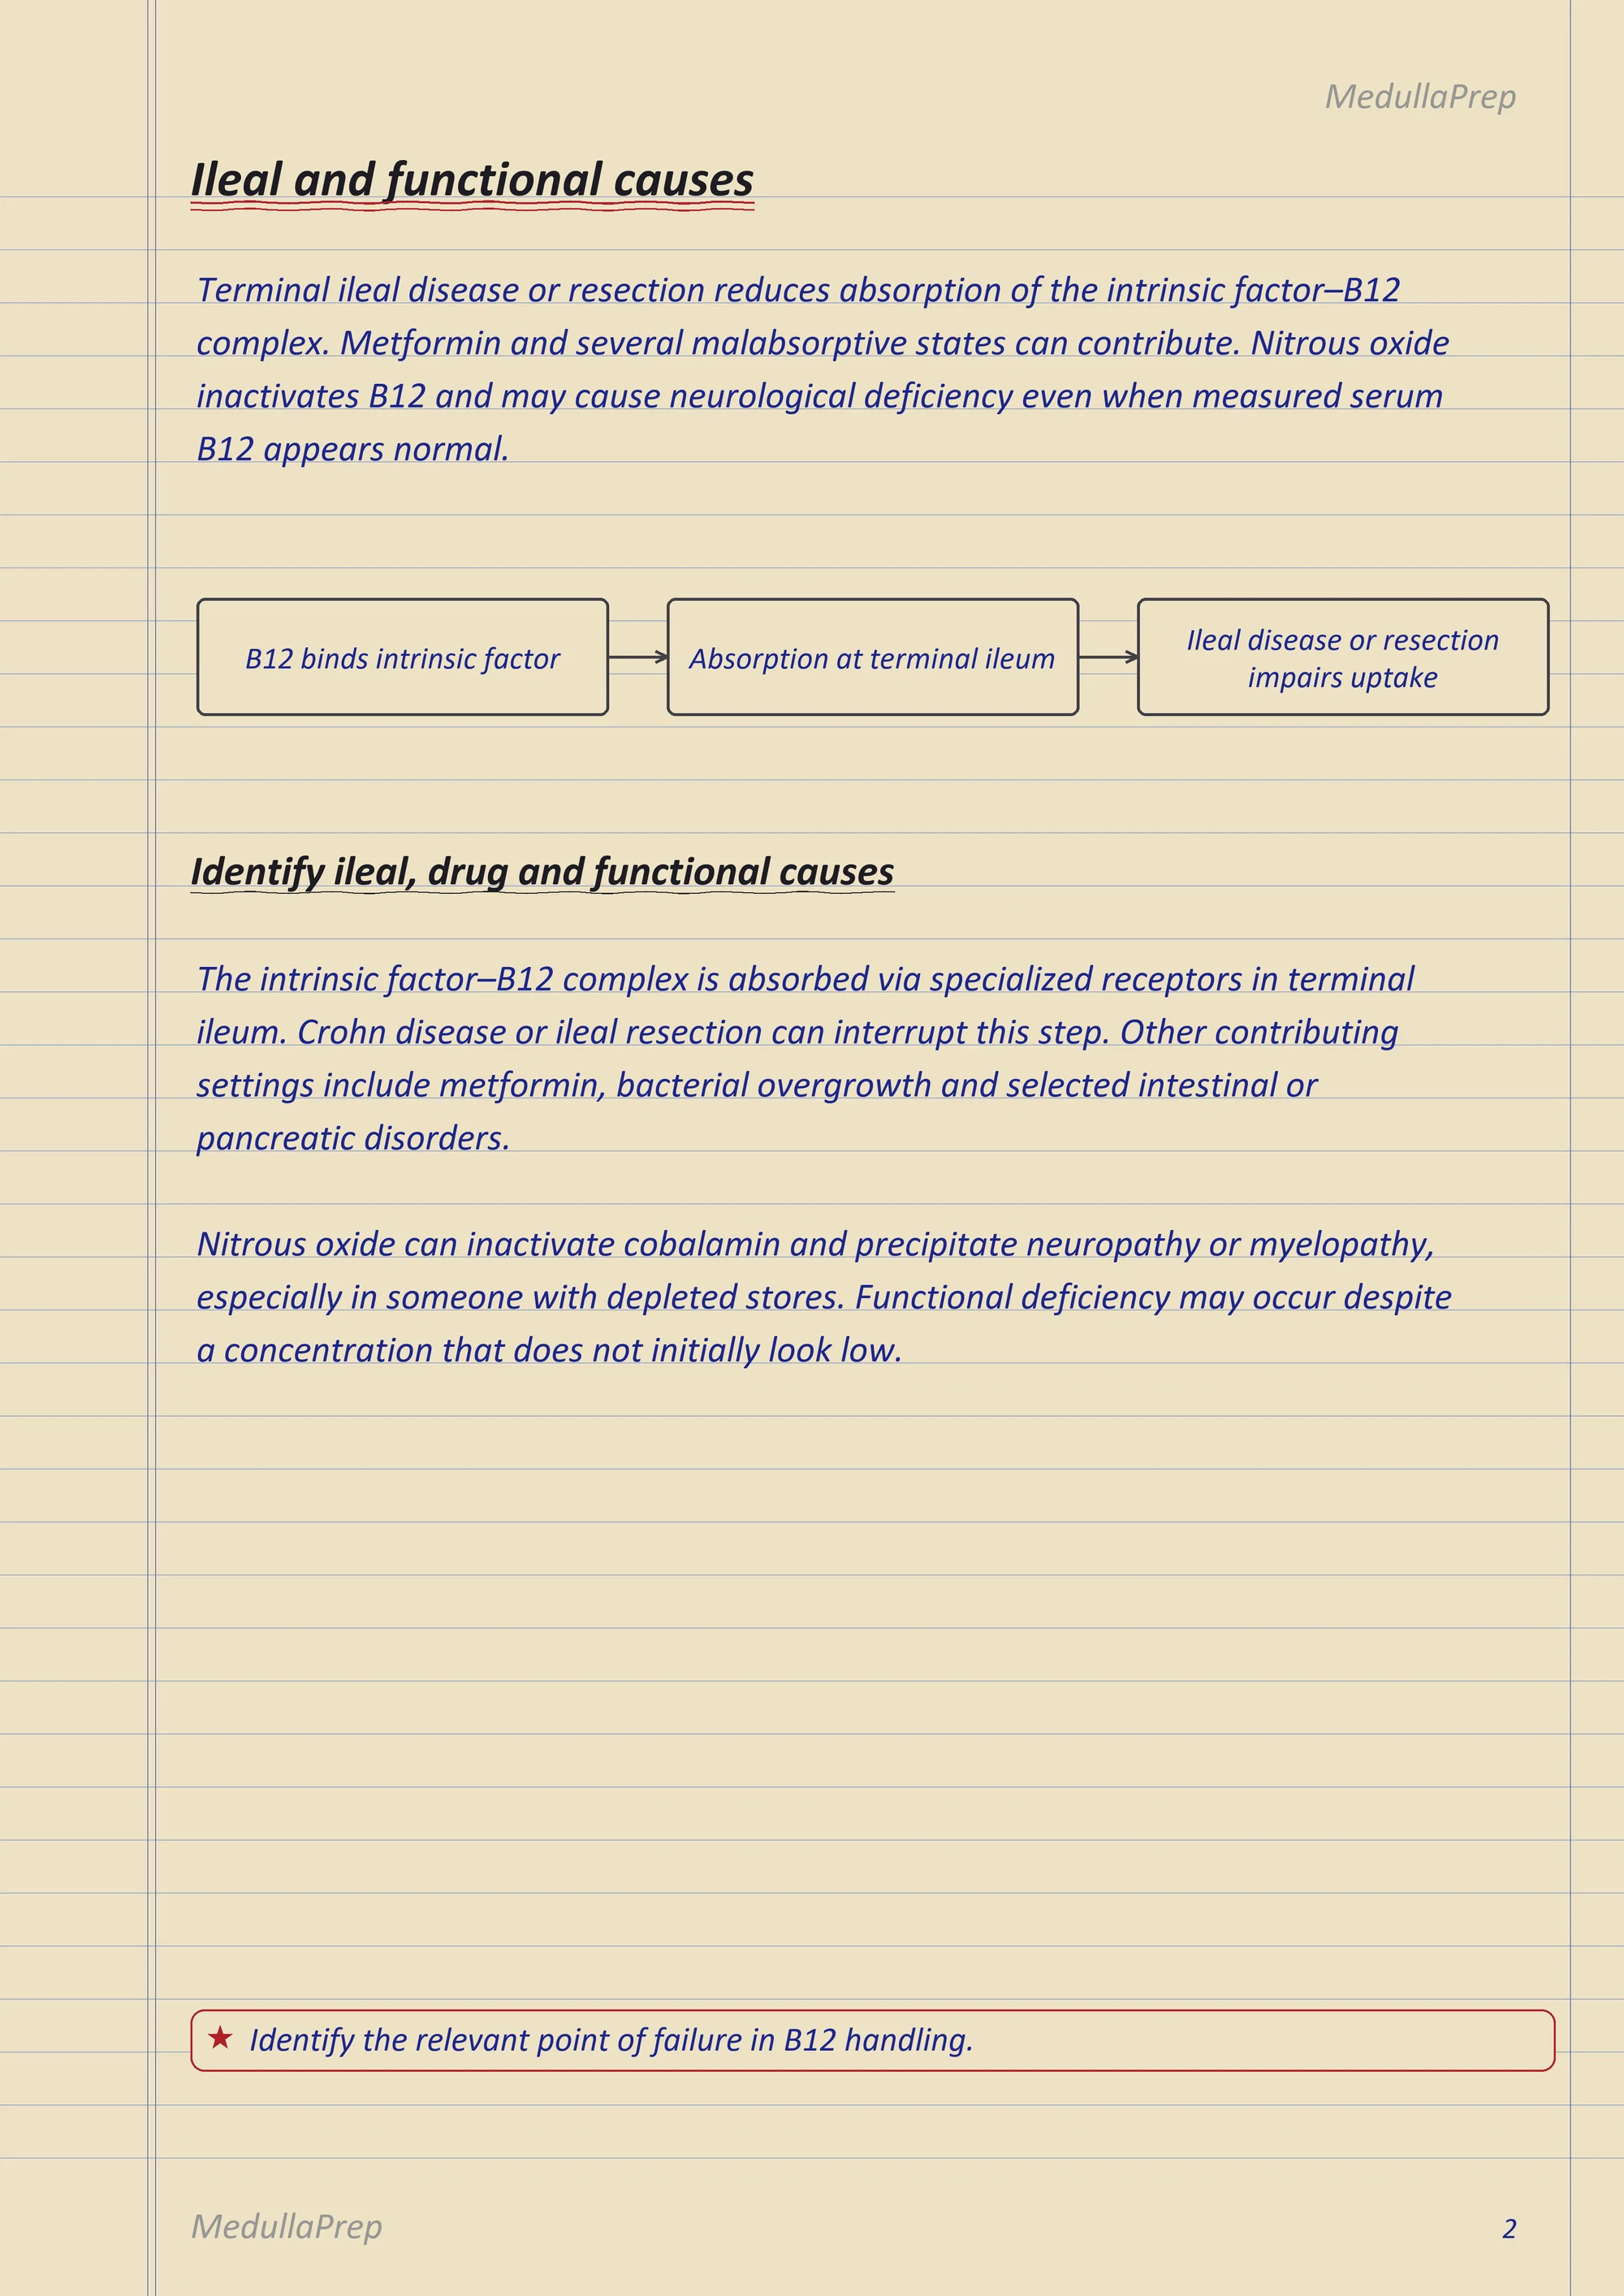 MedullaPrep
Ileal and functional causes
Terminal ileal disease or resection reduces absorption of the intrinsic factor–B12
complex. Metformin and several malabsorptive states can contribute. Nitrous oxide
inactivates B12 and may cause neurological deficiency even when measured serum
B12 appears normal.
B12 binds intrinsic factor
Absorption at terminal ileum
Ileal disease or resection
impairs uptake
Identify ileal, drug and functional causes
The intrinsic factor–B12 complex is absorbed via specialized receptors in terminal
ileum. Crohn disease or ileal resection can interrupt this step. Other contributing
settings include metformin, bacterial overgrowth and selected intestinal or
pancreatic disorders.
Nitrous oxide can inactivate cobalamin and precipitate neuropathy or myelopathy,
especially in someone with depleted stores. Functional deficiency may occur despite
a concentration that does not initially look low.
★ Identify the relevant point of failure in B12 handling.
MedullaPrep
2